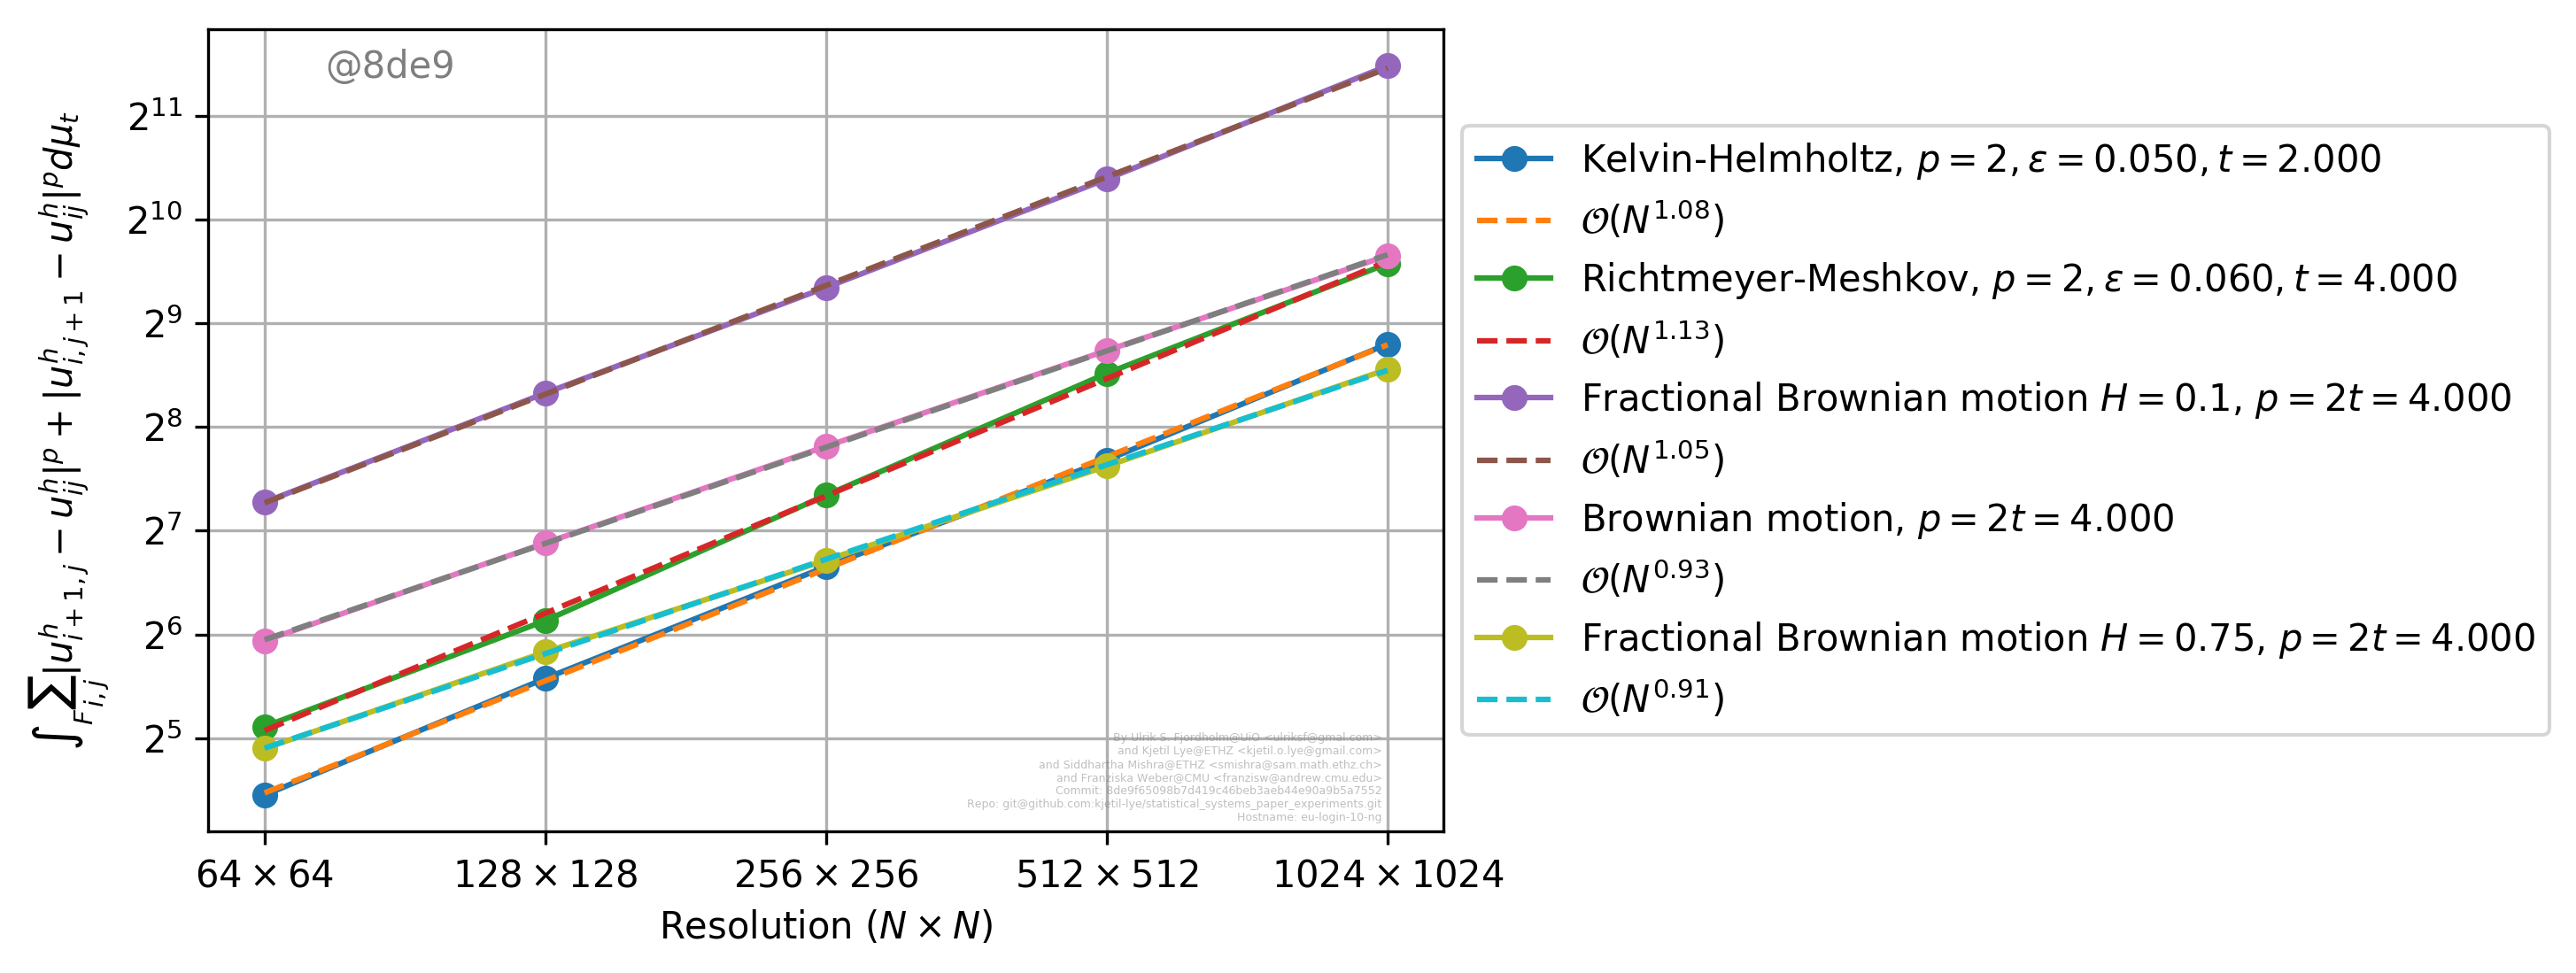 @8de9
2^11
2^10
2^9
2^8
2^7
2^6
2^5
∫ ∑_{F_{i,j}} |u^h_{i+1,j} − u^h_{ij}|^p + |u^h_{i,j+1} − u^h_{ij}|^p dμ_t
64 × 64
128 × 128
256 × 256
512 × 512
1024 × 1024
Resolution (N × N)
Kelvin-Helmholtz, p = 2, ε = 0.050, t = 2.000
𝒪(N^1.08)
Richtmeyer-Meshkov, p = 2, ε = 0.060, t = 4.000
𝒪(N^1.13)
Fractional Brownian motion H = 0.1, p = 2t = 4.000
𝒪(N^1.05)
Brownian motion, p = 2t = 4.000
𝒪(N^0.93)
Fractional Brownian motion H = 0.75, p = 2t = 4.000
𝒪(N^0.91)
By Ulrik S. Fjordholm@UiO <ulriksf@gmal.com>
and Kjetil Lye@ETHZ <kjetil.o.lye@gmail.com>
and Siddhartha Mishra@ETHZ <smishra@sam.math.ethz.ch>
and Franziska Weber@CMU <franzisw@andrew.cmu.edu>
Commit: 8de9f65098b7d419c46beb3aeb44e90a9b5a7552
Repo: git@github.com:kjetil-lye/statistical_systems_paper_experiments.git
Hostname: eu-login-10-ng